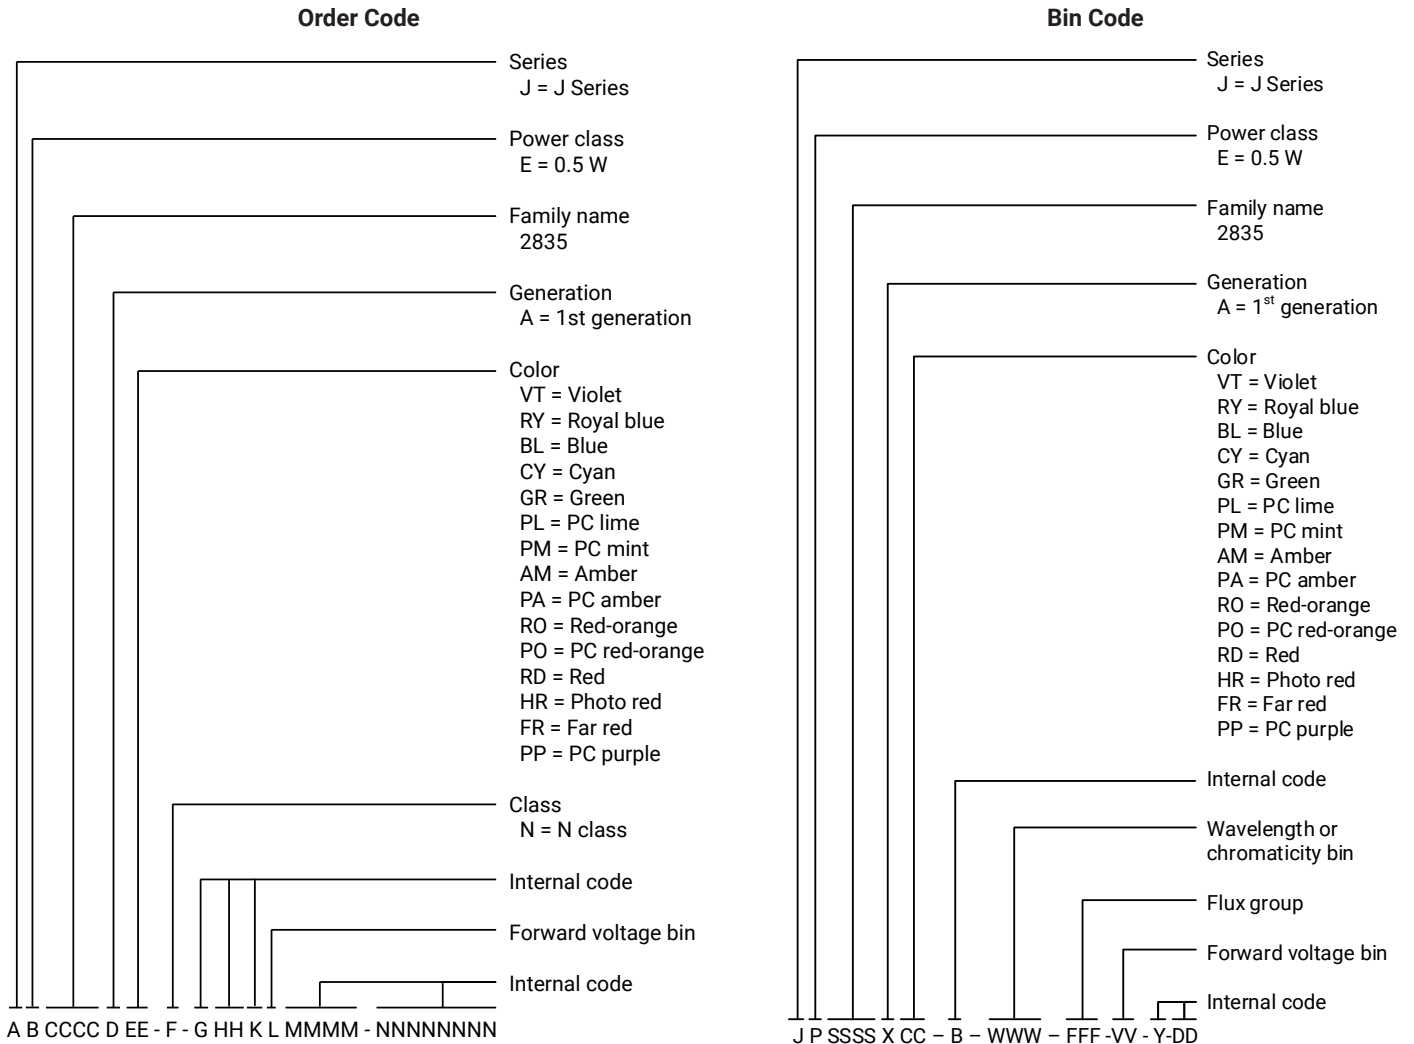 Order Code
Series
J = J Series
Power class
E = 0.5 W
Family name
2835
Generation
A = 1st generation
Color
VT = Violet
RY = Royal blue
BL = Blue
CY = Cyan
GR = Green
PL = PC lime
PM = PC mint
AM = Amber
PA = PC amber
RO = Red-orange
PO = PC red-orange
RD = Red
HR = Photo red
FR = Far red
PP = PC purple
Class
N = N class
Internal code
Forward voltage bin
Internal code
A B CCCC D EE - F - G HH K L MMMM - NNNNNNNN
Bin Code
Series
J = J Series
Power class
E = 0.5 W
Family name
2835
Generation
A = 1st generation
Color
VT = Violet
RY = Royal blue
BL = Blue
CY = Cyan
GR = Green
PL = PC lime
PM = PC mint
AM = Amber
PA = PC amber
RO = Red-orange
PO = PC red-orange
RD = Red
HR = Photo red
FR = Far red
PP = PC purple
Internal code
Wavelength or
chromaticity bin
Flux group
Forward voltage bin
Internal code
J P SSSS X CC – B – WWW – FFF -VV - Y-DD